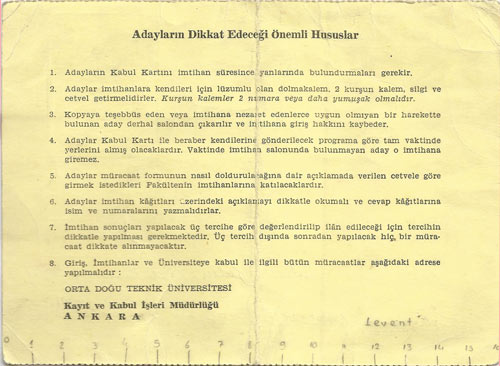 Adayların Dikkat Edeceği Önemli Hususlar
1. Adayların Kabul Kartını imtihan süresince yanlarında bulundurmaları gerekir.
2. Adaylar imtihanlara kendileri için lüzumlu olan dolmakalem, 2 kurşun kalem, silgi ve
cetvel getirmelidirler. Kurşun kalemler 2 numara veya daha yumuşak olmalıdır.
3. Kopyaya teşebbüs eden veya imtihana nezaret edenlerce uygun olmıyan bir harekette
bulunan aday derhal salondan çıkarılır ve imtihana giriş hakkını kaybeder.
4. Adaylar Kabul Kartı ile beraber kendilerine gönderilecek programa göre tam vaktinde
yerlerini almış olacaklardır. Vaktinde imtihan salonunda bulunmayan aday o imtihana
giremez.
5. Adaylar müracaat formunun nasıl doldurulacağına dair açıklamada verilen cetvele göre
girmek istedikleri Fakültenin imtihanlarına katılacaklardır.
6. Adaylar imtihan kâğıtları üzerindeki açıklamayı dikkatle okumalı ve cevap kâğıtlarına
isim ve numaralarını yazmalıdırlar.
7. İmtihan sonuçları yapılacak üç tercihe göre değerlendirilip ilân edileceği için tercihin
dikkatle yapılması gerekmektedir. Üç tercih dışında sonradan yapılacak hiç, bir müra-
caat dikkate alınmayacaktır.
8. Giriş, İmtihanlar ve Üniversiteye kabul ile ilgili bütün müracaatlar aşağıdaki adrese
yapılmalıdır :
ORTA DOĞU TEKNİK ÜNİVERSİTESİ
Kayıt ve Kabul İşleri Müdürlüğü
ANKARA
Levent
0 1 2 3 4 5 6 7 8 9 10 11 12 13 14 15 16